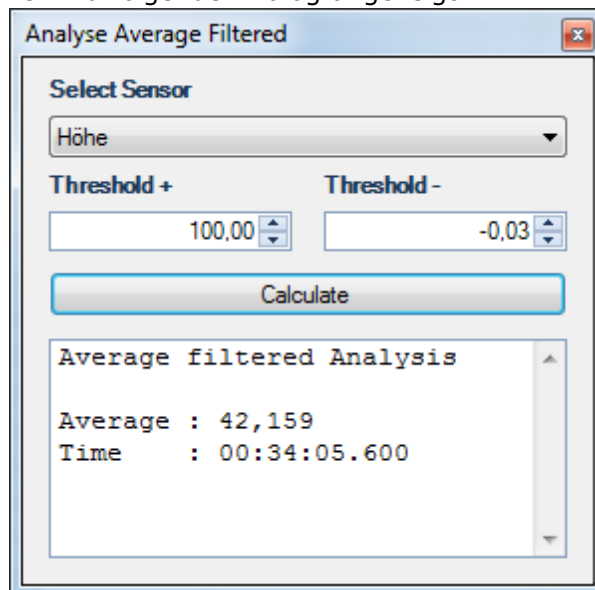 Analyse Average Filtered
Select Sensor
Höhe
Threshold + Threshold -
100,00 -0,03
Calculate
Average filtered Analysis
Average : 42,159
Time : 00:34:05.600